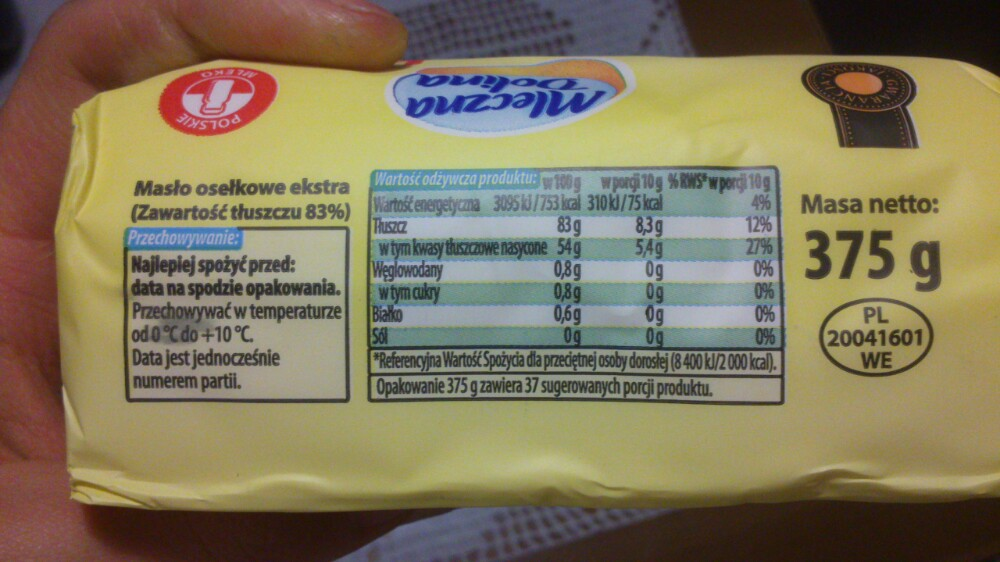 POLSKIE
MLEKO
Mleczna
Dolina
GWARANCJA JAKOŚCI
Masło osełkowe ekstra
(Zawartość tłuszczu 83%)
Przechowywanie:
Najlepiej spożyć przed:
data na spodzie opakowania.
Przechowywać w temperaturze
od 0 °C do +10 °C.
Data jest jednocześnie
numerem partii.
Wartość odżywcza produktu: w 100 g w porcji 10 g % RWS* w porcji 10 g
Wartość energetyczna 3095 kJ/753 kcal 310 kJ/75 kcal 4%
Tłuszcz 83 g 8,3 g 12%
w tym kwasy tłuszczowe nasycone 54 g 5,4 g 27%
Węglowodany 0,8 g 0 g 0%
w tym cukry 0,8 g 0 g 0%
Białko 0,6 g 0 g 0%
Sól 0 g 0 g 0%
*Referencyjna Wartość Spożycia dla przeciętnej osoby dorosłej (8 400 kJ/2 000 kcal).
Opakowanie 375 g zawiera 37 sugerowanych porcji produktu.
Masa netto:
375 g
PL
20041601
WE